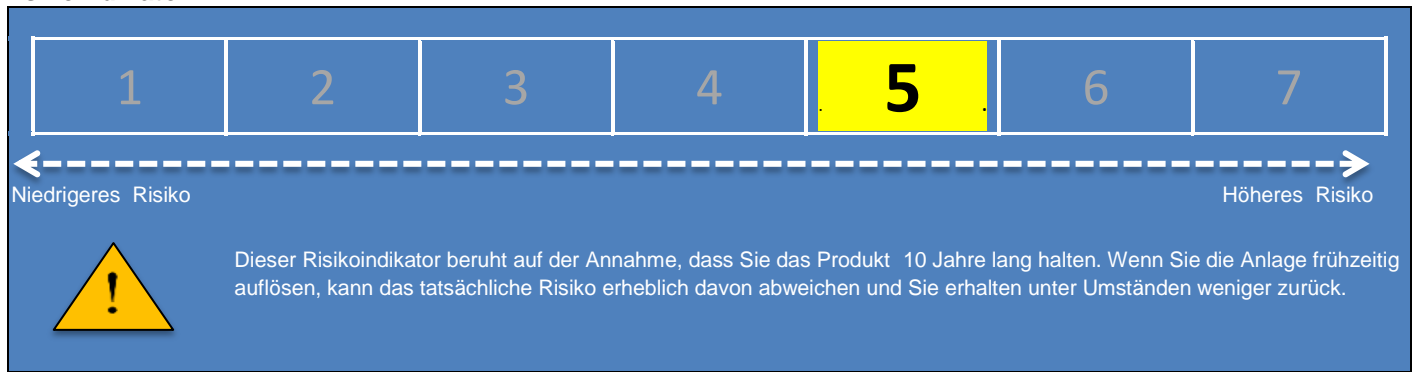 1 2 3 4 5 6 7
Niedrigeres Risiko Höheres Risiko
Dieser Risikoindikator beruht auf der Annahme, dass Sie das Produkt 10 Jahre lang halten. Wenn Sie die Anlage frühzeitig
auflösen, kann das tatsächliche Risiko erheblich davon abweichen und Sie erhalten unter Umständen weniger zurück.